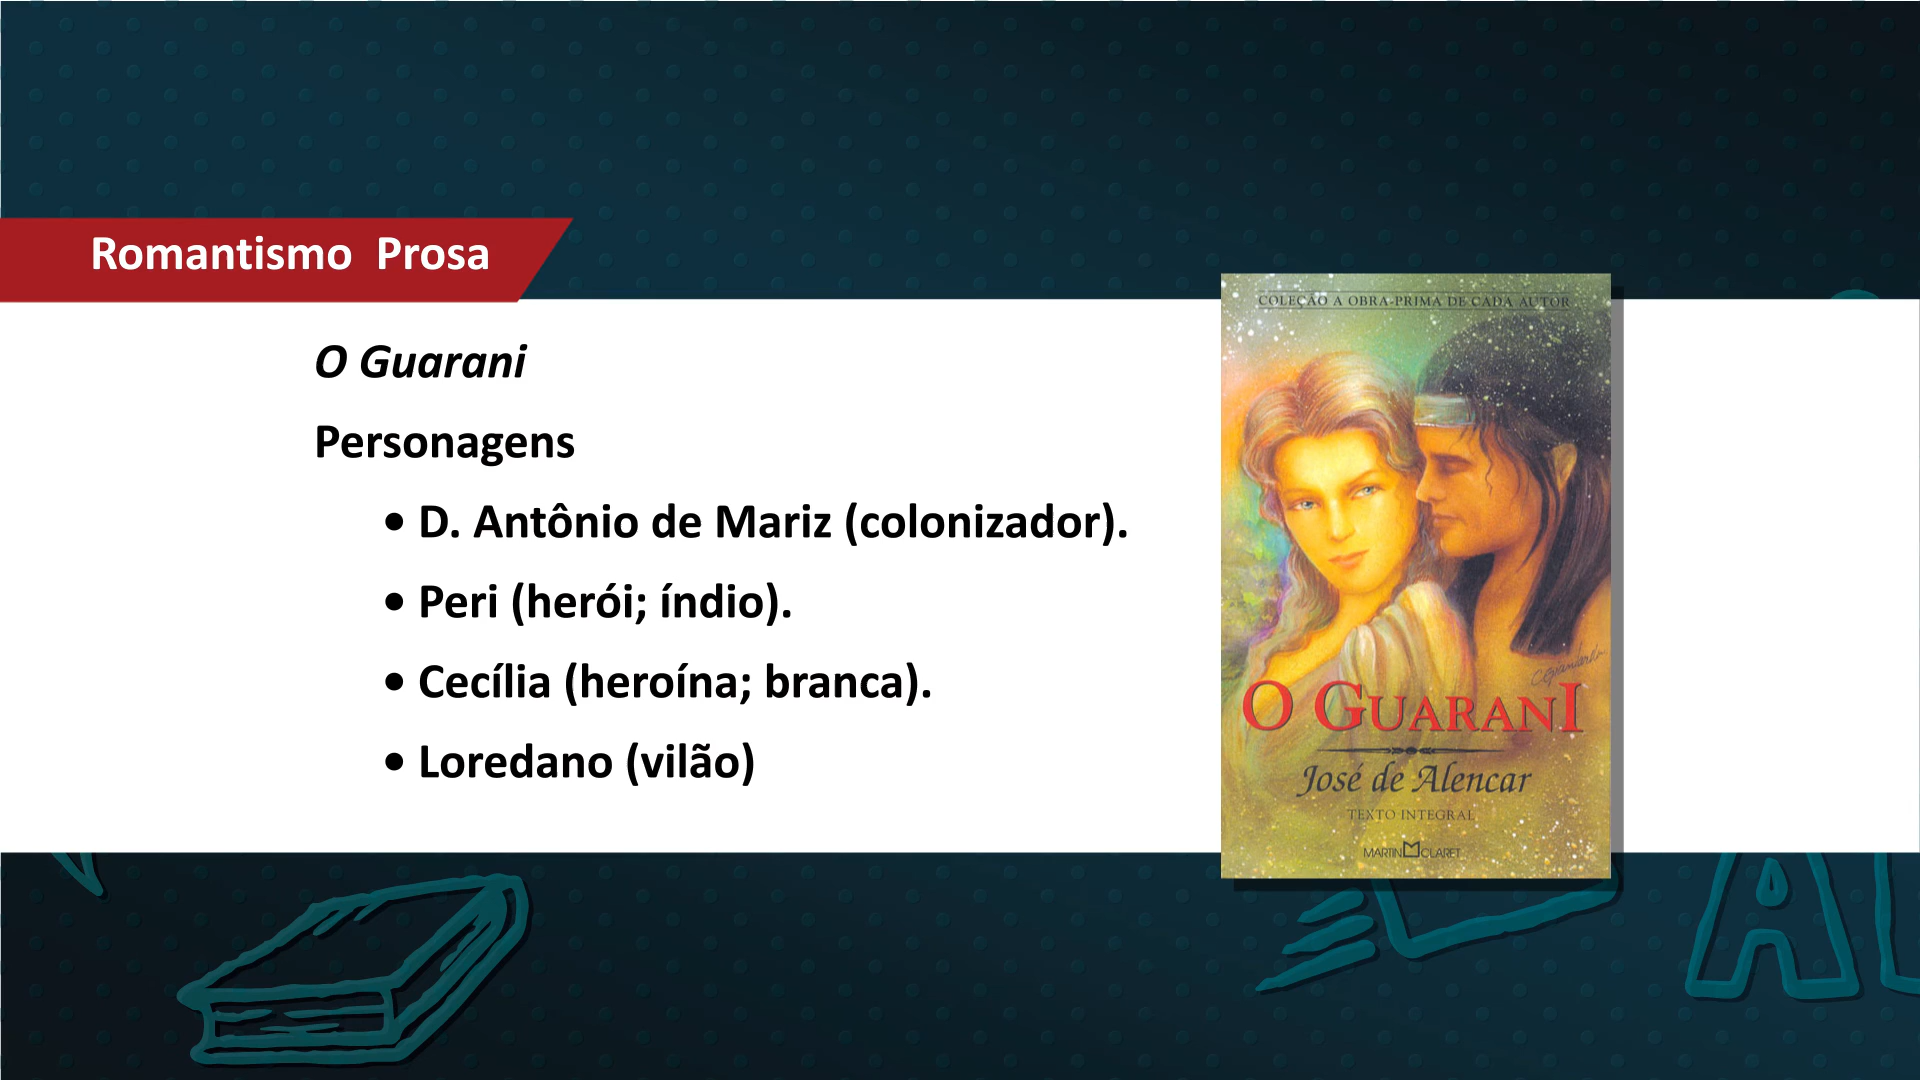 Romantismo Prosa
O Guarani
Personagens
• D. Antônio de Mariz (colonizador).
• Peri (herói; índio).
• Cecília (heroína; branca).
• Loredano (vilão)
COLEÇÃO A OBRA-PRIMA DE CADA AUTOR
O GUARANI
José de Alencar
TEXTO INTEGRAL
MARTIN CLARET
A